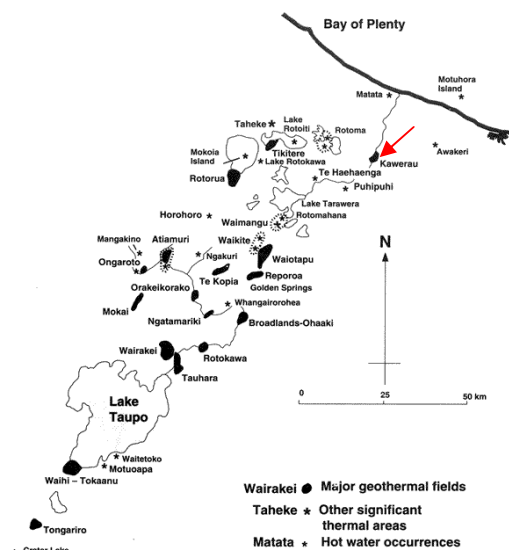 Bay of Plenty
Motuhora
Island
Matata
Taheke
Lake
Rotoiti
Rotoma
Mokoia
Island
Tikitere
Lake Rotokawa
Awakeri
Kawerau
Rotorua
Te Haehaenga
Puhipuhi
Lake Tarawera
Horohoro
Waimangu
Rotomahana
Mangakino
Atiamuri
Waikite
Ongaroto
Ngakuri
Waiotapu
N
Te Kopia
Reporoa
Orakeikorako
Golden Springs
Mokai
Whangairorohea
Ngatamariki
Broadlands-Ohaaki
Wairakei
Rotokawa
Tauhara
Lake
Taupo
0
25
50 km
Waitetoko
Motuoapa
Waihi – Tokaanu
Wairakei Major geothermal fields
Taheke Other significant
thermal areas
Tongariro
Matata Hot water occurrences
Crater Lake